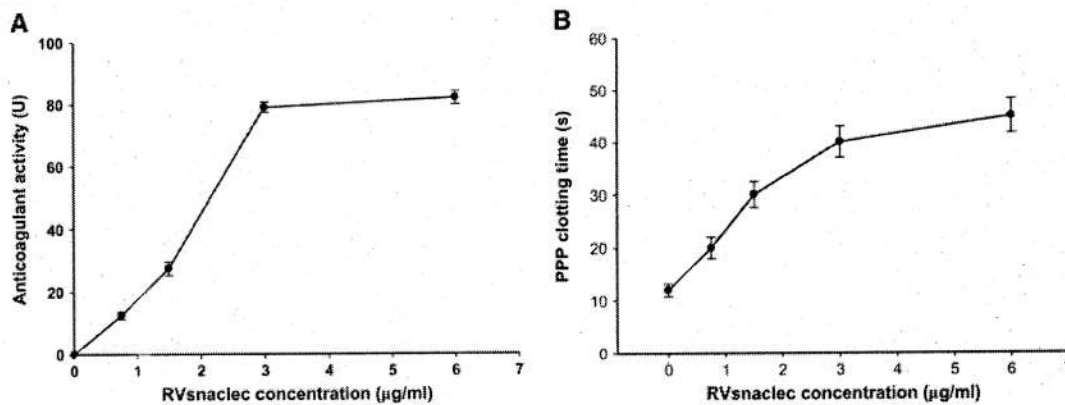 A
Anticoagulant activity (U)
100
80
60
40
20
0
0 1 2 3 4 5 6 7
RVsnaclec concentration (μg/ml)
B
PPP clotting time (s)
60
50
40
30
20
10
0
0 1 2 3 4 5 6
RVsnaclec concentration (μg/ml)